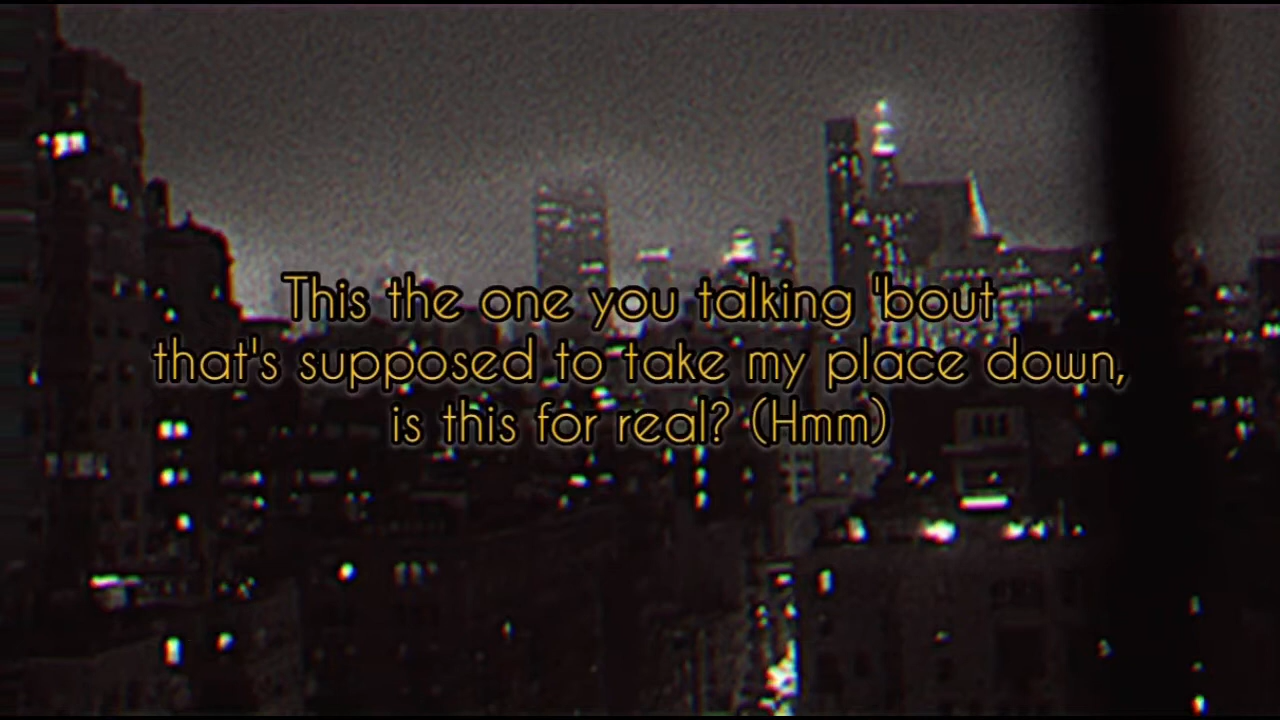 This the one you talking 'bout
that's supposed to take my place down,
is this for real? (Hmm)